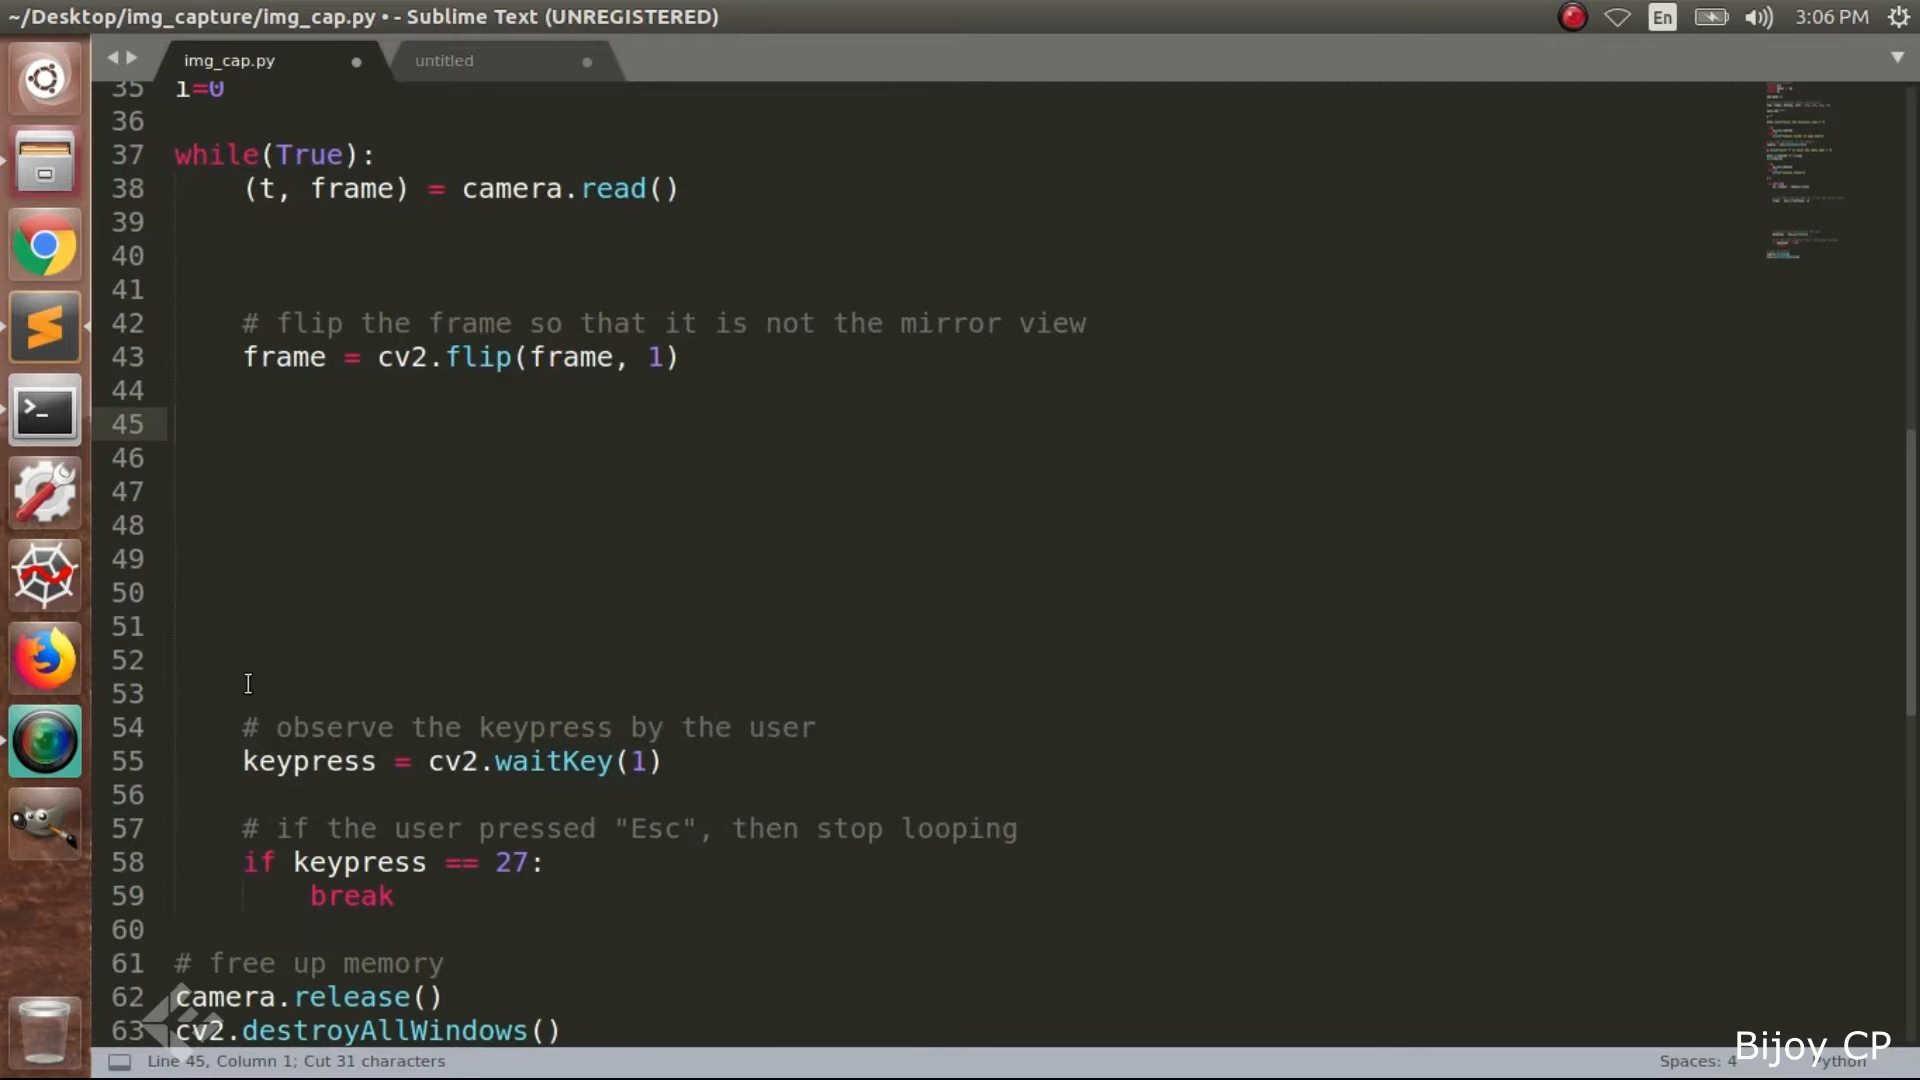 ~/Desktop/img_capture/img_cap.py • - Sublime Text (UNREGISTERED)
En
3:06 PM
img_cap.py
untitled
35 i=0
36
37 while(True):
38 (t, frame) = camera.read()
39
40
41
42 # flip the frame so that it is not the mirror view
43 frame = cv2.flip(frame, 1)
44
45
46
47
48
49
50
51
52
53
54 # observe the keypress by the user
55 keypress = cv2.waitKey(1)
56
57 # if the user pressed "Esc", then stop looping
58 if keypress == 27:
59 break
60
61 # free up memory
62 camera.release()
63 cv2.destroyAllWindows()
Line 45, Column 1; Cut 31 characters
Spaces: 4
Python
Bijoy CP